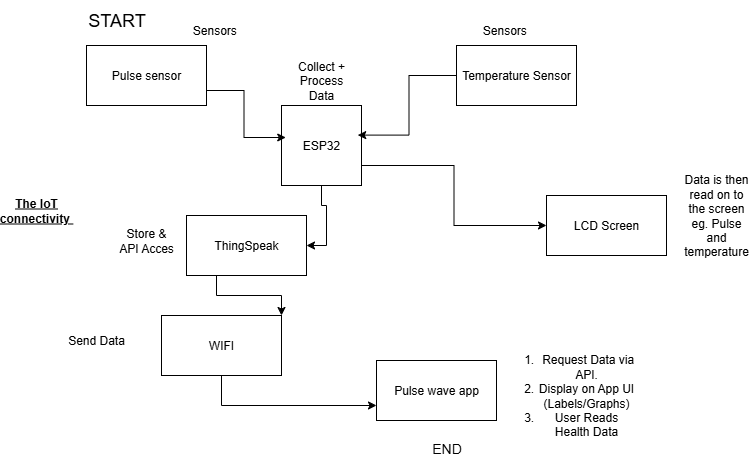 START
Sensors
Sensors
Pulse sensor
Collect +
Process
Data
Temperature Sensor
ESP32
The IoT
connectivity
Data is then
read on to
the screen
eg. Pulse
and
temperature
LCD Screen
Store &
API Acces
ThingSpeak
Send Data
WIFI
Pulse wave app
1. Request Data via
API.
2. Display on App UI
(Labels/Graphs)
3. User Reads
Health Data
END